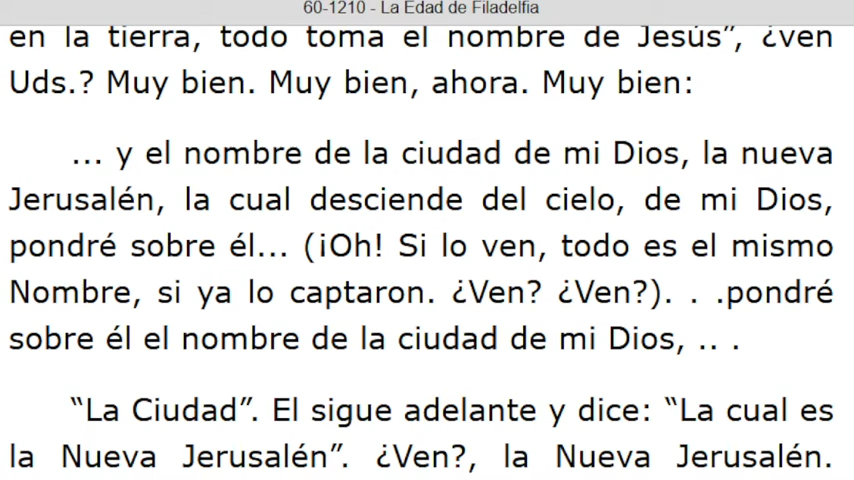 60-1210 - La Edad de Filadelfia
en la tierra, todo toma el nombre de Jesús”, ¿ven
Uds.? Muy bien. Muy bien, ahora. Muy bien:
... y el nombre de la ciudad de mi Dios, la nueva
Jerusalén, la cual desciende del cielo, de mi Dios,
pondré sobre él... (¡Oh! Si lo ven, todo es el mismo
Nombre, si ya lo captaron. ¿Ven? ¿Ven?). . .pondré
sobre él el nombre de la ciudad de mi Dios, .. .
“La Ciudad”. El sigue adelante y dice: “La cual es
la Nueva Jerusalén”. ¿Ven?, la Nueva Jerusalén.